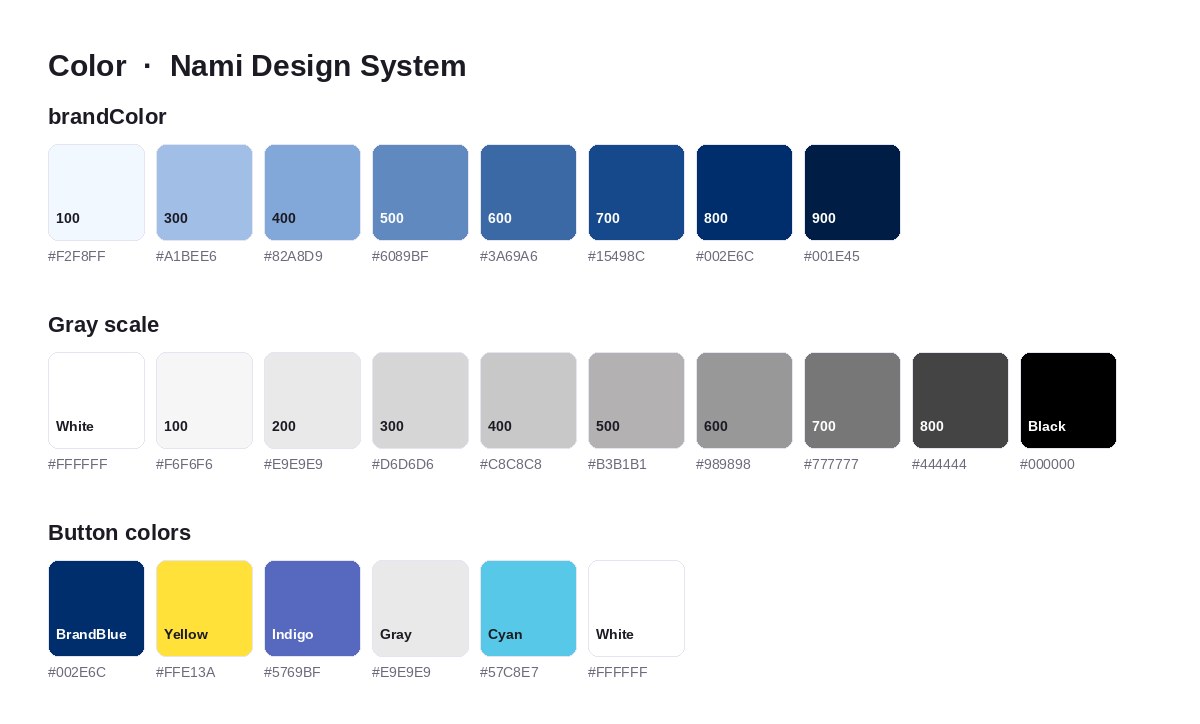 Color · Nami Design System
brandColor
100 300 400 500 600 700 800 900
#F2F8FF #A1BEE6 #82A8D9 #6089BF #3A69A6 #15498C #002E6C #001E45
Gray scale
White 100 200 300 400 500 600 700 800 Black
#FFFFFF #F6F6F6 #E9E9E9 #D6D6D6 #C8C8C8 #B3B1B1 #989898 #777777 #444444 #000000
Button colors
BrandBlue Yellow Indigo Gray Cyan White
#002E6C #FFE13A #5769BF #E9E9E9 #57C8E7 #FFFFFF